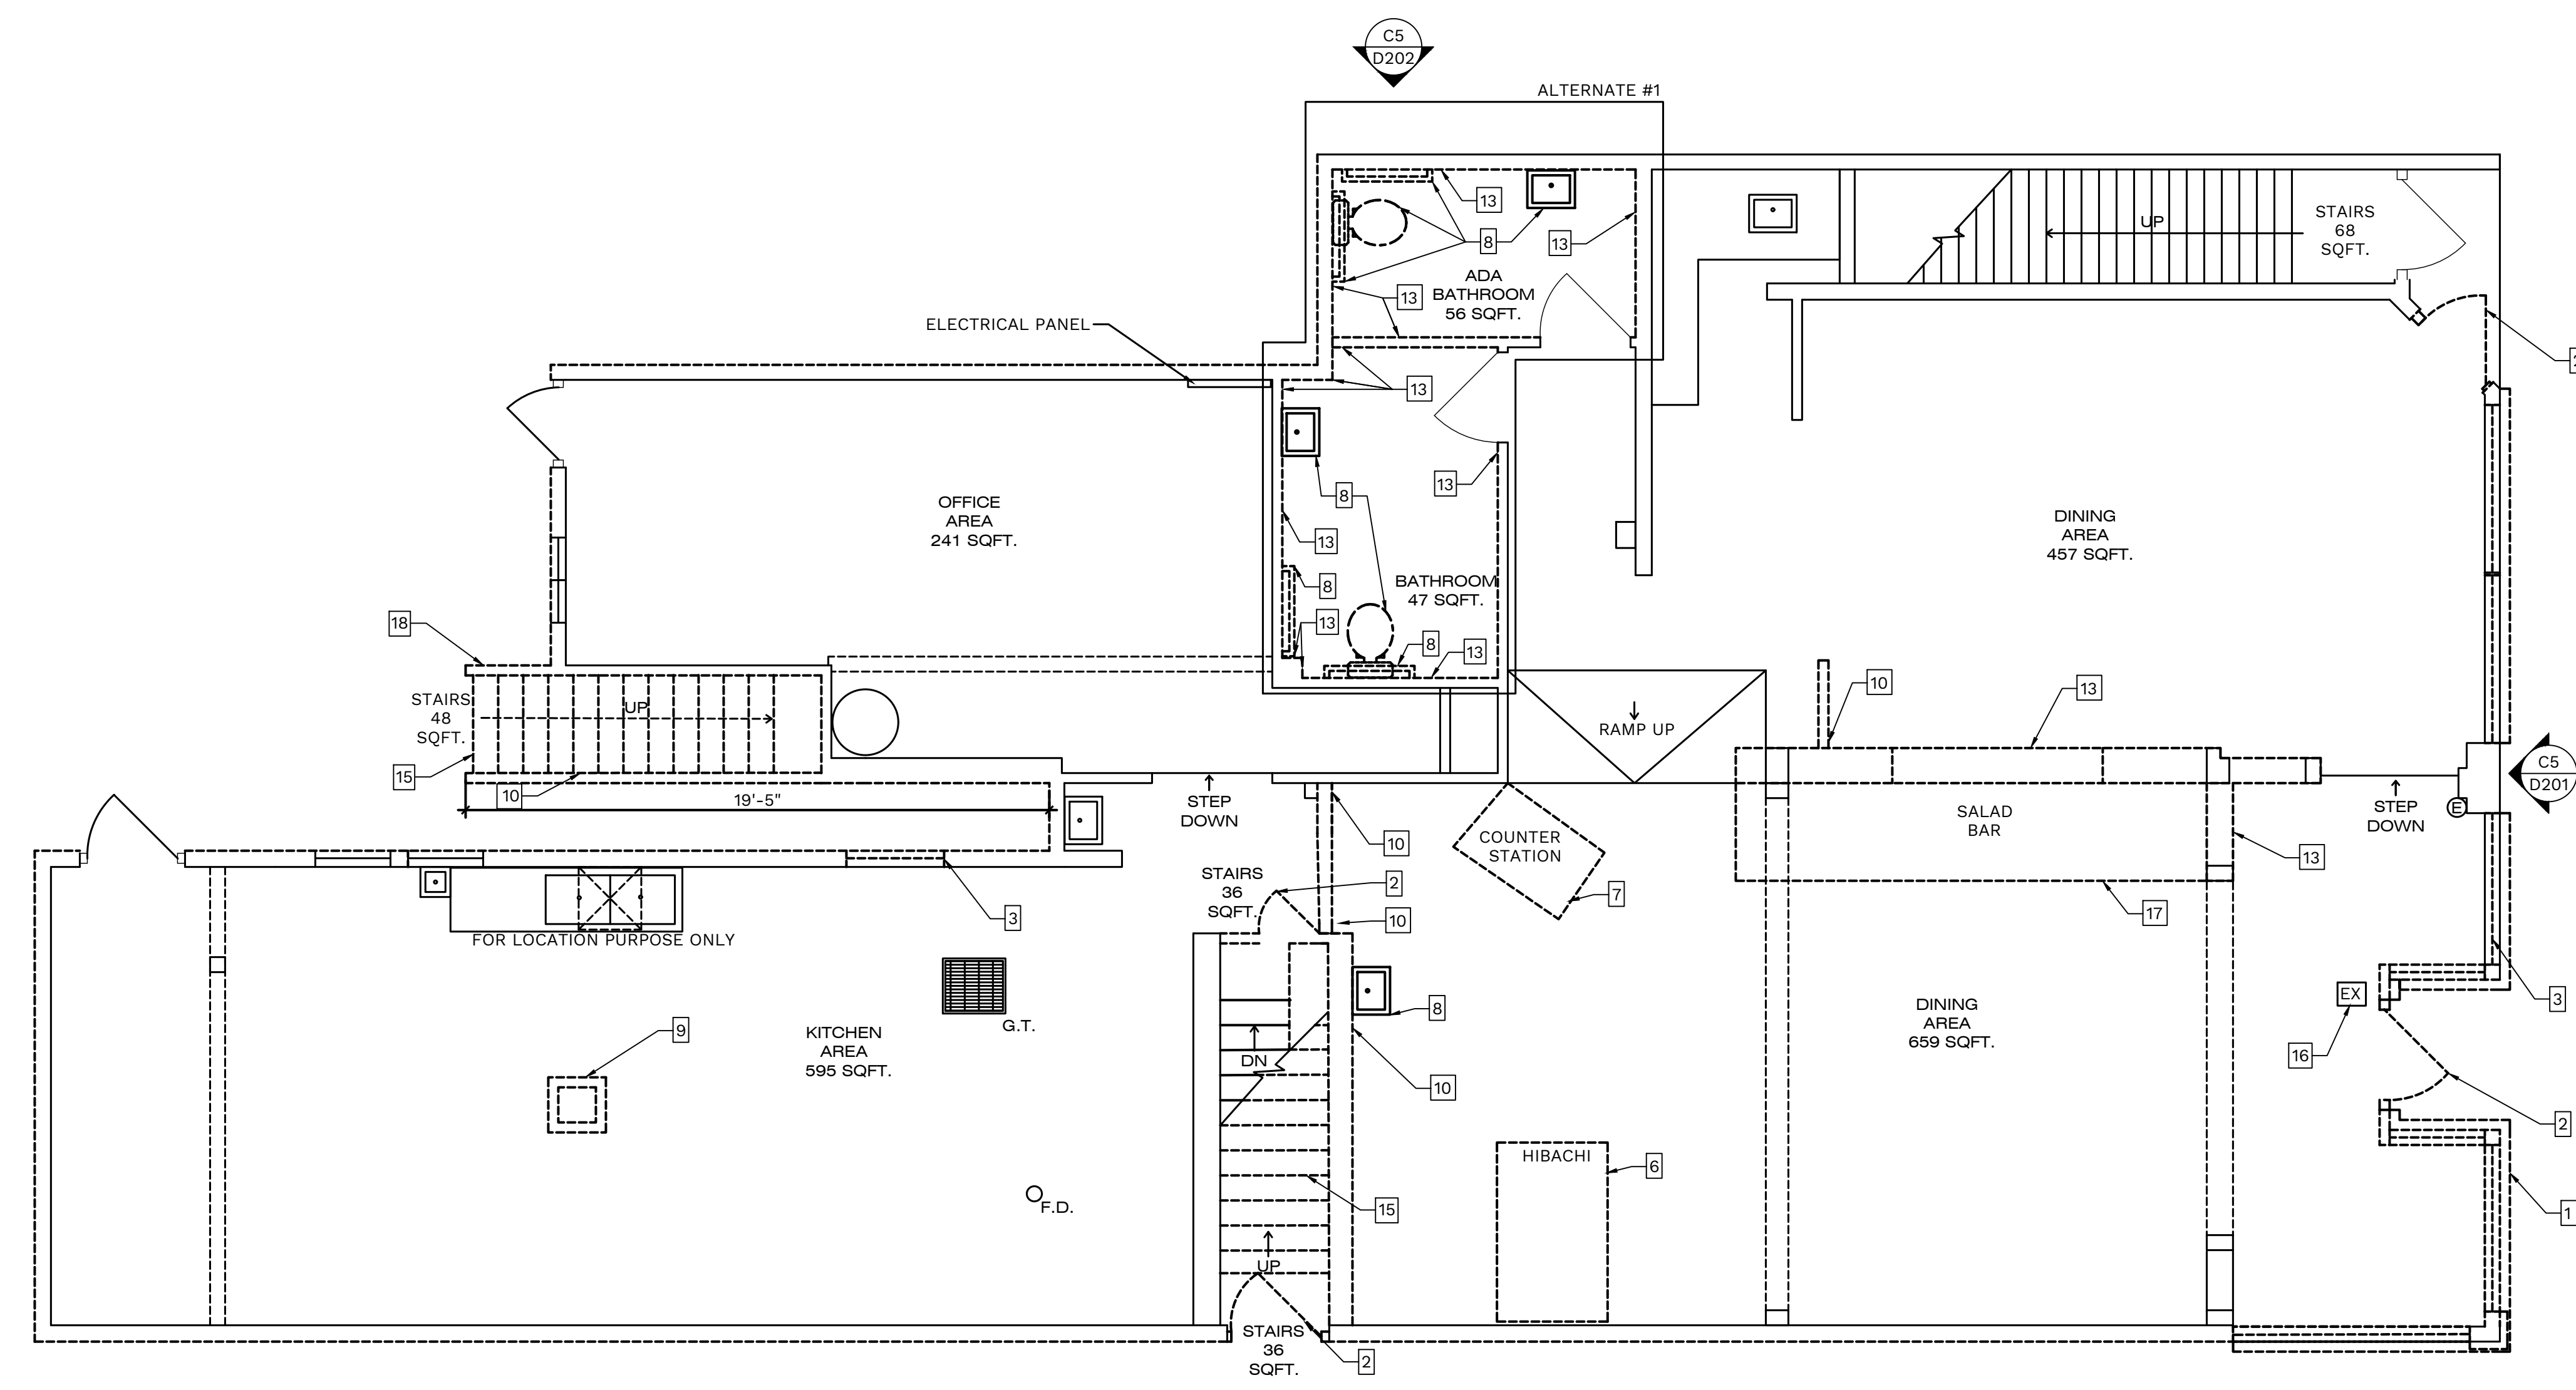 C5
D202
ALTERNATE #1
13
8
13
ADA
BATHROOM
56 SQFT.
13
UP
STAIRS
68
SQFT.
ELECTRICAL PANEL
13
13
8
OFFICE
AREA
241 SQFT.
13
8
BATHROOM
47 SQFT.
13
8
13
DINING
AREA
457 SQFT.
18
STAIRS
48
SQFT.
UP
15
10
19'-5"
STEP
DOWN
RAMP UP
10
13
SALAD
BAR
STEP
DOWN
E
C5
D201
10
COUNTER
STATION
13
STAIRS
36
SQFT.
2
7
10
17
3
FOR LOCATION PURPOSE ONLY
G.T.
9
KITCHEN
AREA
595 SQFT.
DN
8
10
DINING
AREA
659 SQFT.
EX
16
3
2
HIBACHI
6
F.D.
15
1
UP
STAIRS
36
SQFT.
2